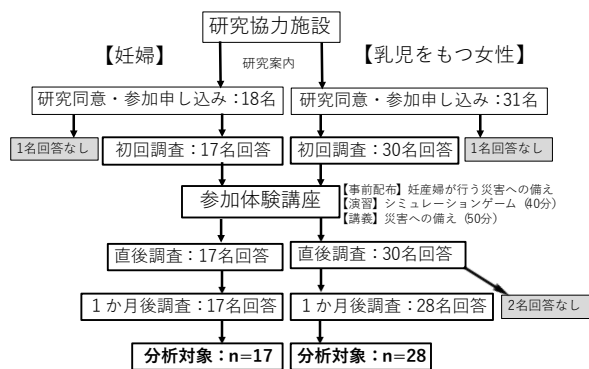 研究協力施設
【妊婦】
研究案内
【乳児をもつ女性】
研究同意・参加申し込み：18名
研究同意・参加申し込み：31名
1名回答なし
初回調査：17名回答
初回調査：30名回答
1名回答なし
参加体験講座
【事前配布】妊産婦が行う災害への備え
【演習】シミュレーションゲーム（40分）
【講義】災害への備え（50分）
直後調査：17名回答
直後調査：30名回答
1か月後調査：17名回答
1か月後調査：28名回答
2名回答なし
分析対象：n=17
分析対象：n=28